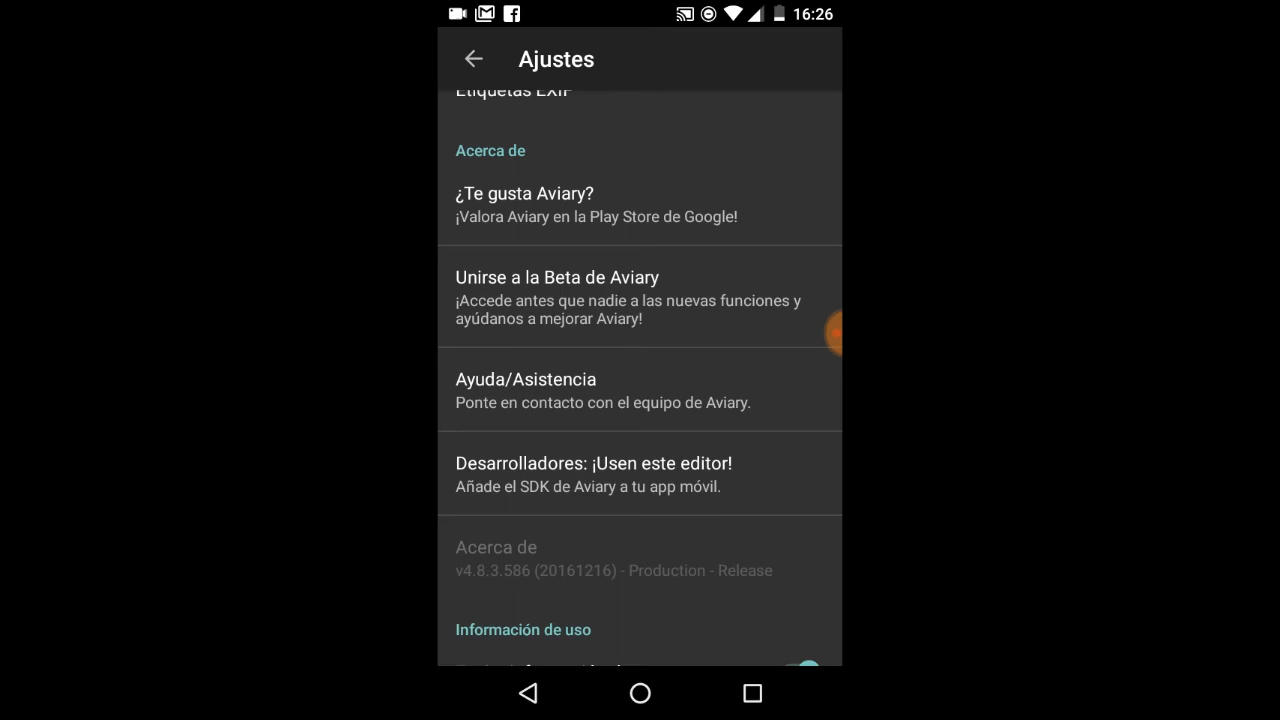 16:26
Ajustes
Etiquetas EXIF
Acerca de
¿Te gusta Aviary?
¡Valora Aviary en la Play Store de Google!
Unirse a la Beta de Aviary
¡Accede antes que nadie a las nuevas funciones y
ayúdanos a mejorar Aviary!
Ayuda/Asistencia
Ponte en contacto con el equipo de Aviary.
Desarrolladores: ¡Usen este editor!
Añade el SDK de Aviary a tu app móvil.
Acerca de
v4.8.3.586 (20161216) - Production - Release
Información de uso